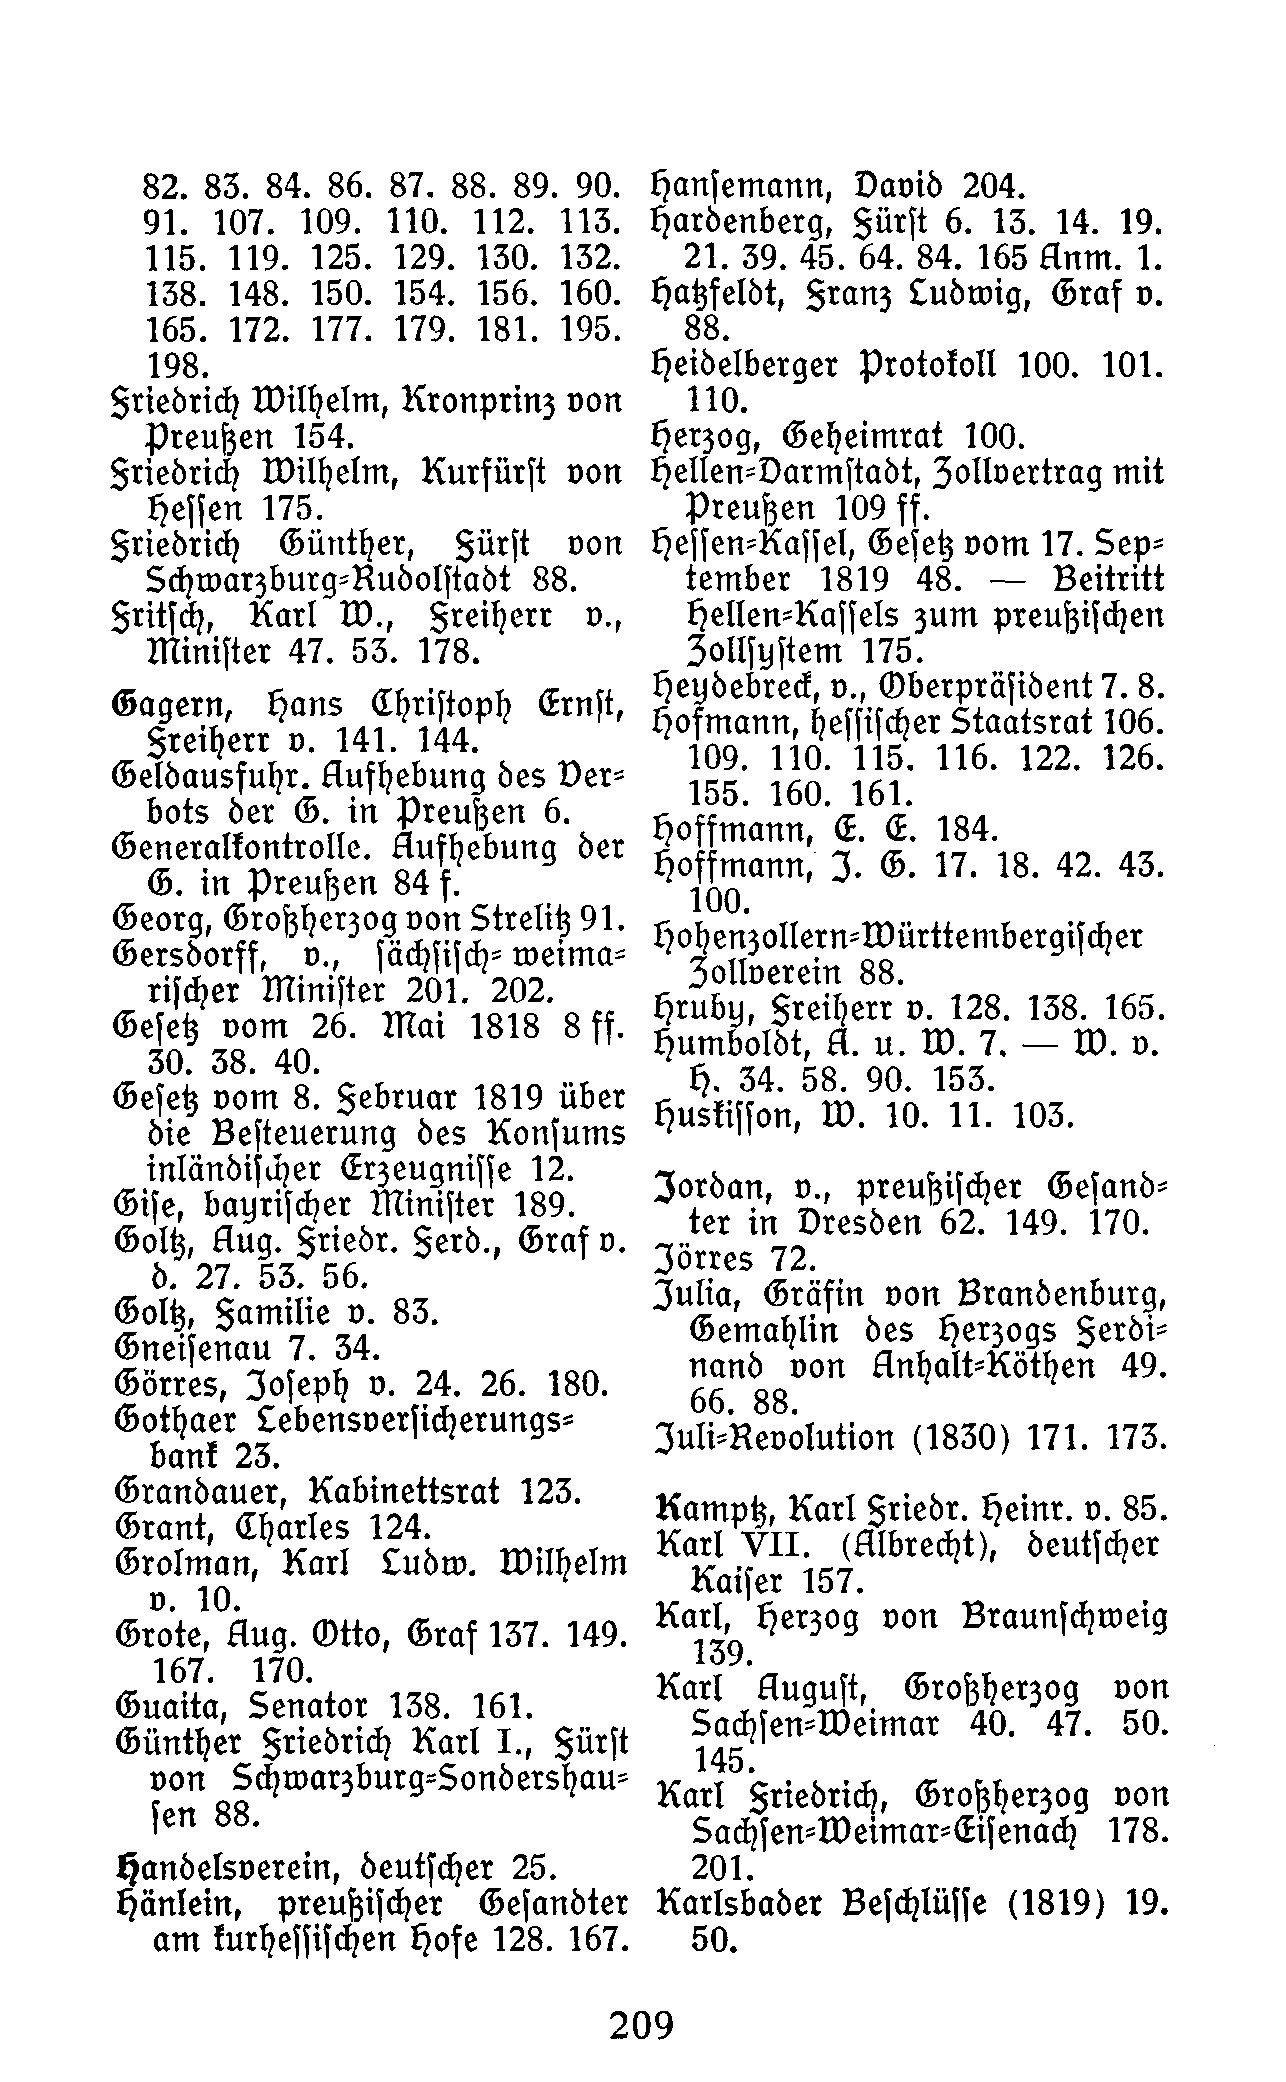 82. 83. 84. 86. 87. 88. 89. 90.
91. 107. 109. 110. 112. 113.
115. 119. 125. 129. 130. 132.
138. 148. 150. 154. 156. 160.
165. 172. 177. 179. 181. 195.
198.
Friedrich Wilhelm, Kronprinz von
Preußen 154.
Friedrich Wilhelm, Kurfürst von
Hessen 175.
Friedrich Günther, Fürst von
Schwarzburg-Rudolstadt 88.
Fritsch, Karl W., Freiherr v.,
Minister 47. 53. 178.
Gagern, Hans Christoph Ernst,
Freiherr v. 141. 144.
Geldausfuhr. Aufhebung des Ver-
bots der G. in Preußen 6.
Generalkontrolle. Aufhebung der
G. in Preußen 84 f.
Georg, Großherzog von Strelitz 91.
Gersdorff, v., sächsisch-weima-
rischer Minister 201. 202.
Gesetz vom 26. Mai 1818 8 ff.
30. 38. 40.
Gesetz vom 8. Februar 1819 über
die Besteuerung des Konsums
inländischer Erzeugnisse 12.
Gise, bayrischer Minister 189.
Goltz, Aug. Friedr. Ferd., Graf v.
d. 27. 53. 56.
Goltz, Familie v. 83.
Gneisenau 7. 34.
Görres, Joseph v. 24. 26. 180.
Gothaer Lebensversicherungs-
bank 23.
Grandauer, Kabinettsrat 123.
Grant, Charles 124.
Grolman, Karl Ludw. Wilhelm
v. 10.
Grote, Aug. Otto, Graf 137. 149.
167. 170.
Guaita, Senator 138. 161.
Günther Friedrich Karl I., Fürst
von Schwarzburg-Sondershau-
sen 88.
Handelsverein, deutscher 25.
Hänlein, preußischer Gesandter
am kurhessischen Hofe 128. 167.
Hansemann, David 204.
Hardenberg, Fürst 6. 13. 14. 19.
21. 39. 45. 64. 84. 165 Anm. 1.
Hatzfeldt, Franz Ludwig, Graf v.
88.
Heidelberger Protokoll 100. 101.
110.
Herzog, Geheimrat 100.
Hellen-Darmstadt, Zollvertrag mit
Preußen 109 ff.
Hessen-Kassel, Gesetz vom 17. Sep-
tember 1819 48. — Beitritt
Hellen-Kassels zum preußischen
Zollsystem 175.
Heydebreck, v., Oberpräsident 7. 8.
Hofmann, hessischer Staatsrat 106.
109. 110. 115. 116. 122. 126.
155. 160. 161.
Hoffmann, E. E. 184.
Hoffmann, J. G. 17. 18. 42. 43.
100.
Hohenzollern-Württembergischer
Zollverein 88.
Hruby, Freiherr v. 128. 138. 165.
Humboldt, A. u. W. 7. — W. v.
H. 34. 58. 90. 153.
Huskisson, W. 10. 11. 103.
Jordan, v., preußischer Gesand-
ter in Dresden 62. 149. 170.
Jörres 72.
Julia, Gräfin von Brandenburg,
Gemahlin des Herzogs Ferdi-
nand von Anhalt-Köthen 49.
66. 88.
Juli-Revolution (1830) 171. 173.
Kamptz, Karl Friedr. Heinr. v. 85.
Karl VII. (Albrecht), deutscher
Kaiser 157.
Karl, Herzog von Braunschweig
139.
Karl August, Großherzog von
Sachsen-Weimar 40. 47. 50.
145.
Karl Friedrich, Großherzog von
Sachsen-Weimar-Eisenach 178.
201.
Karlsbader Beschlüsse (1819) 19.
50.
209